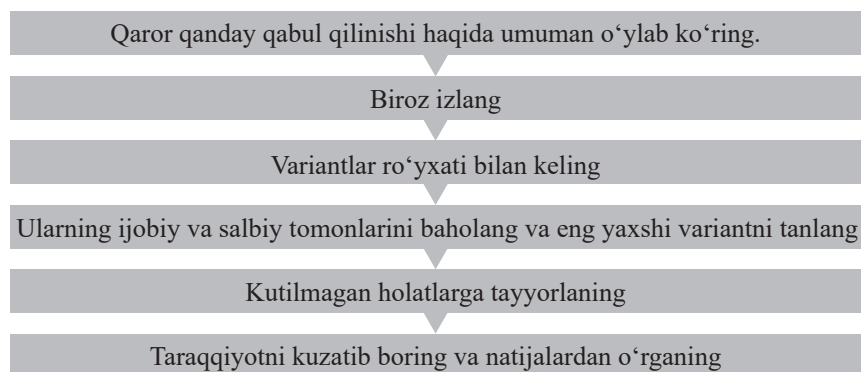 Qaror qanday qabul qilinishi haqida umuman o‘ylab ko‘ring.
Biroz izlang
Variantlar ro‘yxati bilan keling
Ularning ijobiy va salbiy tomonlarini baholang va eng yaxshi variantni tanlang
Kutilmagan holatlarga tayyorlaning
Taraqqiyotni kuzatib boring va natijalardan o‘rganing